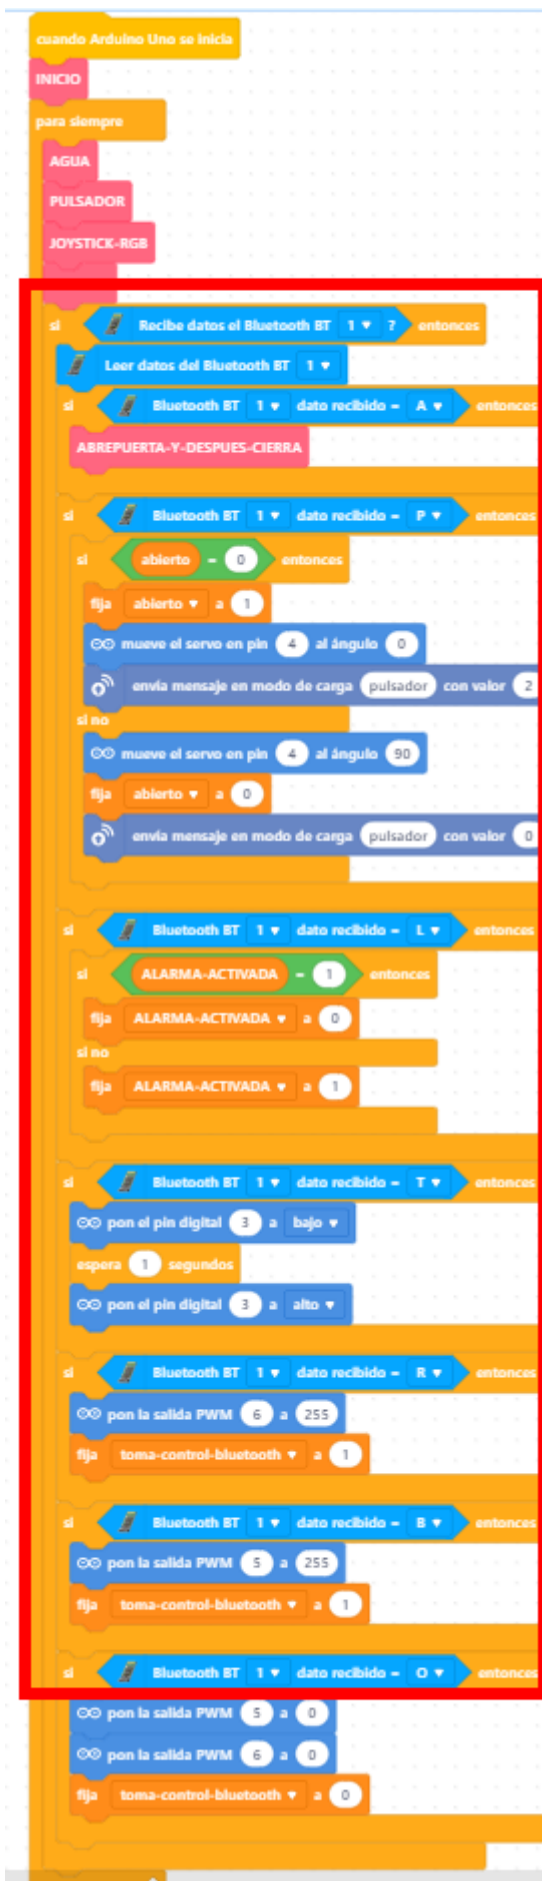 cuando Arduino Uno se inicia
INICIO
para siempre
AGUA
PULSADOR
JOYSTICK-RGB
si Recibe datos el Bluetooth BT 1 ? entonces
Leer datos del Bluetooth BT 1
si Bluetooth BT 1 dato recibido = A entonces
ABREPUERTA-Y-DESPUES-CIERRA
si Bluetooth BT 1 dato recibido = P entonces
si abierto = 0 entonces
fija abierto a 1
mueve el servo en pin 4 al ángulo 0
envía mensaje en modo de carga pulsador con valor 2
si no
mueve el servo en pin 4 al ángulo 90
fija abierto a 0
envía mensaje en modo de carga pulsador con valor 0
si Bluetooth BT 1 dato recibido = L entonces
si ALARMA-ACTIVADA = 1 entonces
fija ALARMA-ACTIVADA a 0
si no
fija ALARMA-ACTIVADA a 1
si Bluetooth BT 1 dato recibido = T entonces
pon el pin digital 3 a bajo
espera 1 segundos
pon el pin digital 3 a alto
si Bluetooth BT 1 dato recibido = R entonces
pon la salida PWM 6 a 255
fija toma-control-bluetooth a 1
si Bluetooth BT 1 dato recibido = B entonces
pon la salida PWM 5 a 255
fija toma-control-bluetooth a 1
si Bluetooth BT 1 dato recibido = O entonces
pon la salida PWM 5 a 0
pon la salida PWM 6 a 0
fija toma-control-bluetooth a 0